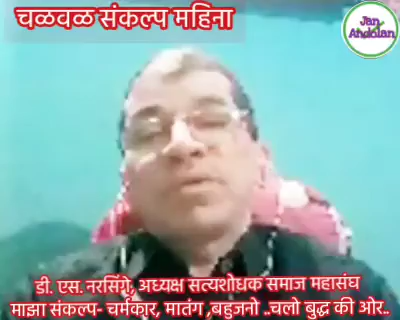 चळवळ संकल्प महिना
Jan
Andolan
डी. एस. नरसिंगे, अध्यक्ष सत्यशोधक समाज महासंघ
माझा संकल्प- चर्मकार, मातंग ,बहुजनो ..चलो बुद्ध की ओर..